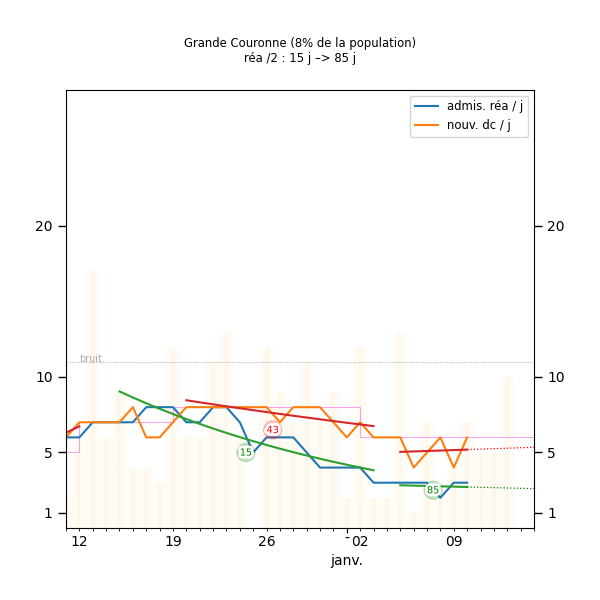 Grande Couronne (8% de la population)
réa /2 : 15 j –> 85 j
admis. réa / j
nouv. dc / j
20
20
bruit
10
10
43
5
15
5
85
1
1
12
19
26
02
09
janv.